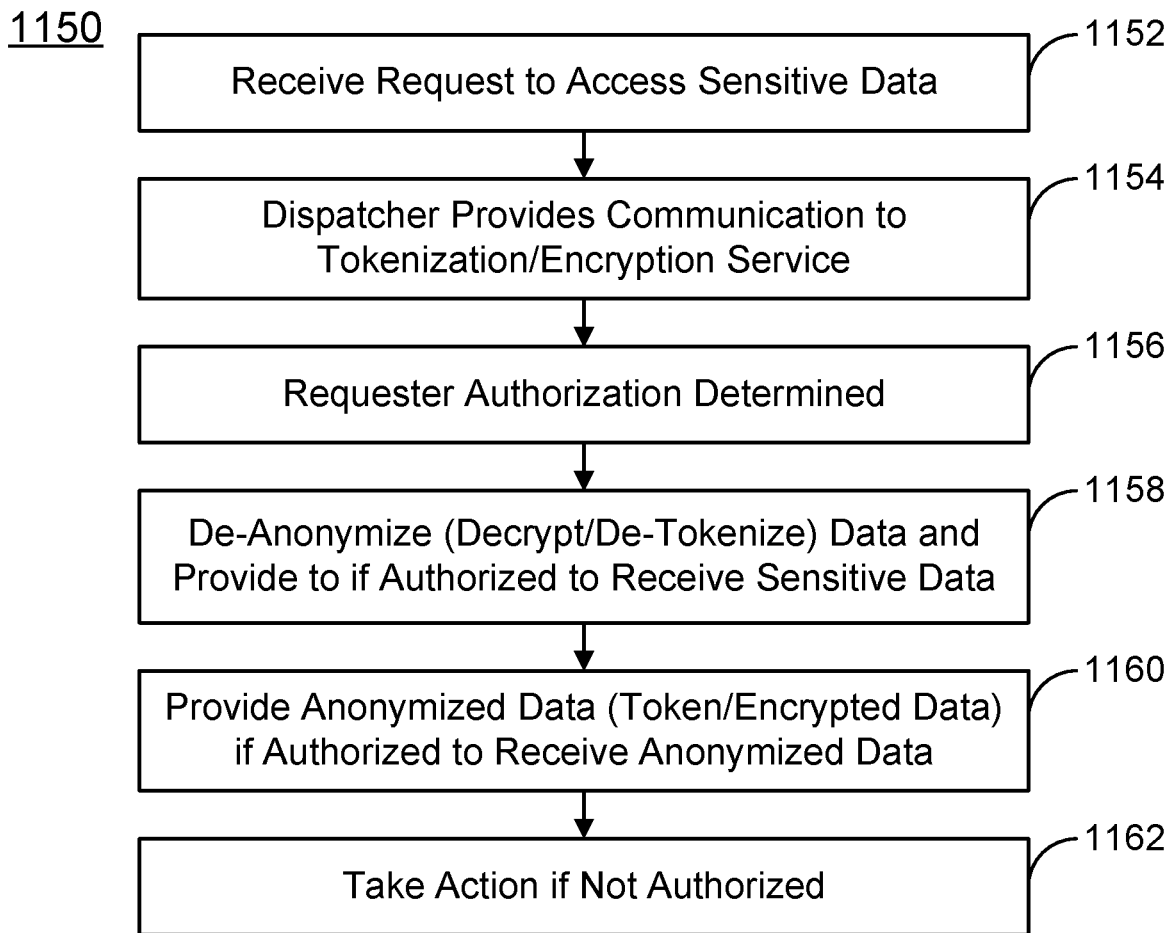 1150
1152
Receive Request to Access Sensitive Data
1154
Dispatcher Provides Communication to
Tokenization/Encryption Service
1156
Requester Authorization Determined
1158
De-Anonymize (Decrypt/De-Tokenize) Data and
Provide to if Authorized to Receive Sensitive Data
1160
Provide Anonymized Data (Token/Encrypted Data)
if Authorized to Receive Anonymized Data
1162
Take Action if Not Authorized